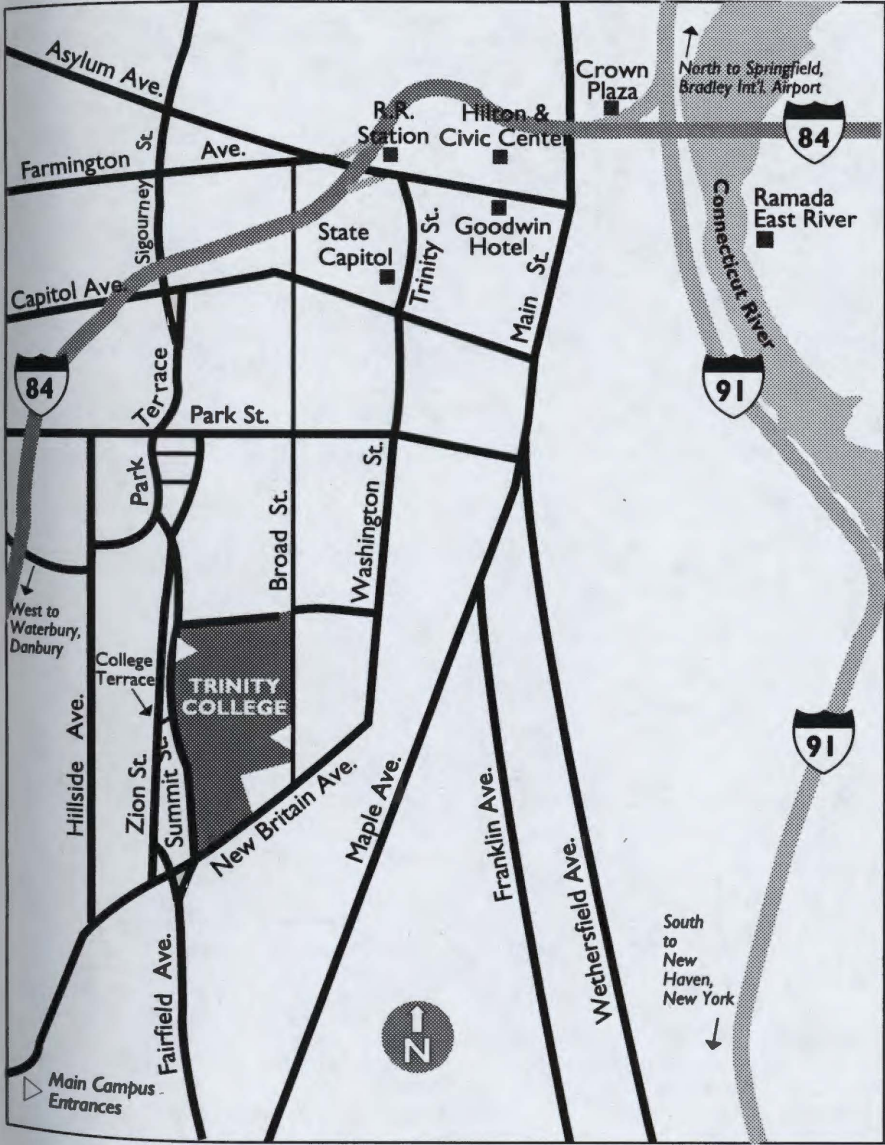 Asylum Ave.
North to Springfield,
Bradley Int'l. Airport
Crown
Plaza
R.R.
Station
Hilton &
Civic Center
84
Farmington Ave.
Sigourney St.
Connecticut River
Ramada
East River
State
Capitol
Trinity St.
Goodwin
Hotel
Main St.
Capitol Ave.
84
91
Park Terrace
Park St.
Broad St.
Washington St.
West to
Waterbury,
Danbury
College
Terrace
TRINITY
COLLEGE
Hillside Ave.
Zion St.
Summit St.
New Britain Ave.
Maple Ave.
Franklin Ave.
Wethersfield Ave.
91
South
to
New
Haven,
New York
Fairfield Ave.
N
Main Campus
Entrances